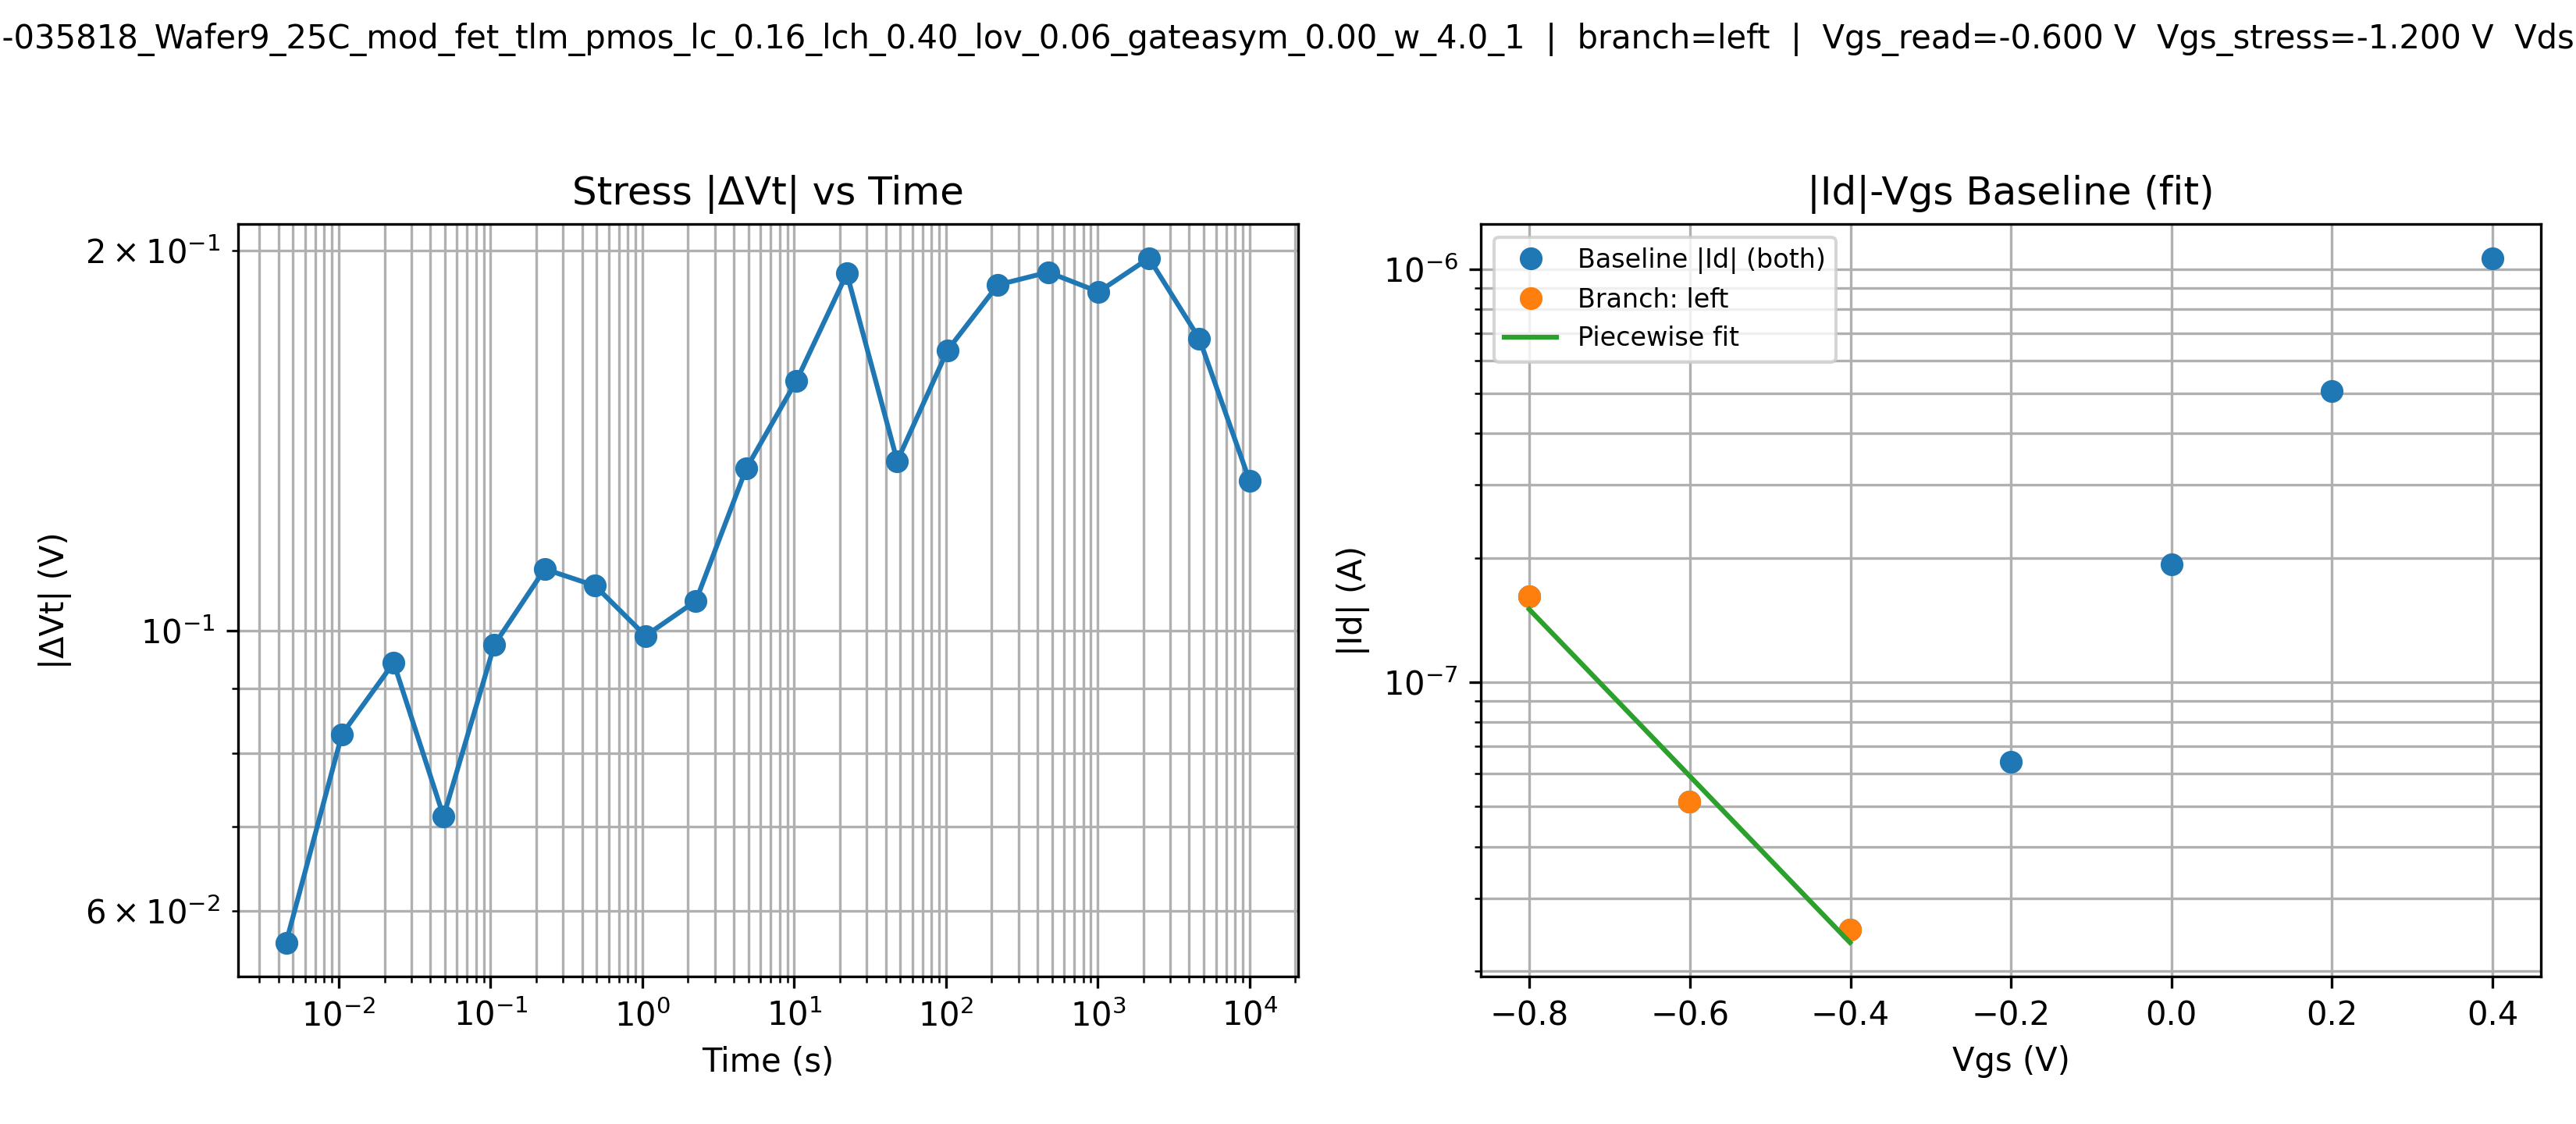 -035818_Wafer9_25C_mod_fet_tlm_pmos_lc_0.16_lch_0.40_lov_0.06_gateasym_0.00_w_4.0_1 | branch=left | Vgs_read=-0.600 V Vgs_stress=-1.200 V Vds
Stress |ΔVt| vs Time
2 × 10⁻¹
10⁻¹
6 × 10⁻²
|ΔVt| (V)
10⁻² 10⁻¹ 10⁰ 10¹ 10² 10³ 10⁴
Time (s)
|Id|-Vgs Baseline (fit)
Baseline |Id| (both)
Branch: left
Piecewise fit
10⁻⁶
10⁻⁷
|Id| (A)
−0.8 −0.6 −0.4 −0.2 0.0 0.2 0.4
Vgs (V)